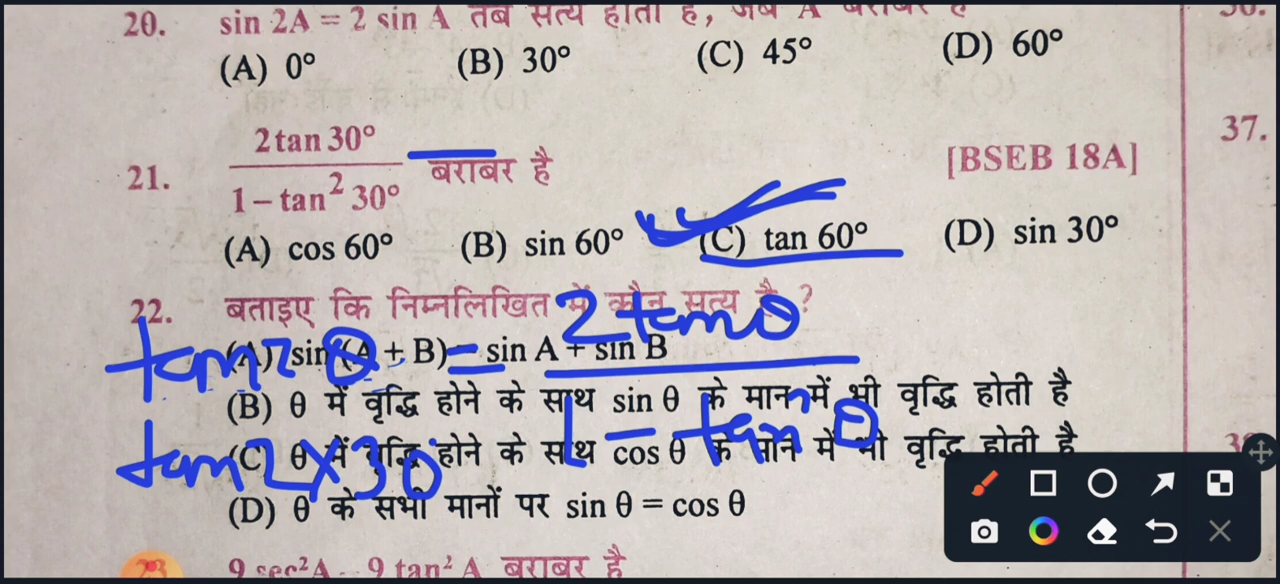 20. sin 2A = 2 sin A तब सत्य होता है, जब A बराबर है
(A) 0° (B) 30° (C) 45° (D) 60°
21. 2 tan 30° / 1 – tan² 30° बराबर है [BSEB 18A]
(A) cos 60° (B) sin 60° (C) tan 60° (D) sin 30°
22. बताइए कि निम्नलिखित में कौन सत्य है ?
(A) sin (A + B) = sin A + sin B
(B) θ में वृद्धि होने के साथ sin θ के मान में भी वृद्धि होती है
(C) θ में वृद्धि होने के साथ cos θ के मान में भी वृद्धि होती है
(D) θ के सभी मानों पर sin θ = cos θ
23 9 sec² A – 9 tan² A बराबर है
tan 2θ = 2 tan θ / 1 – tan² θ
tan 2 × 30°
37.